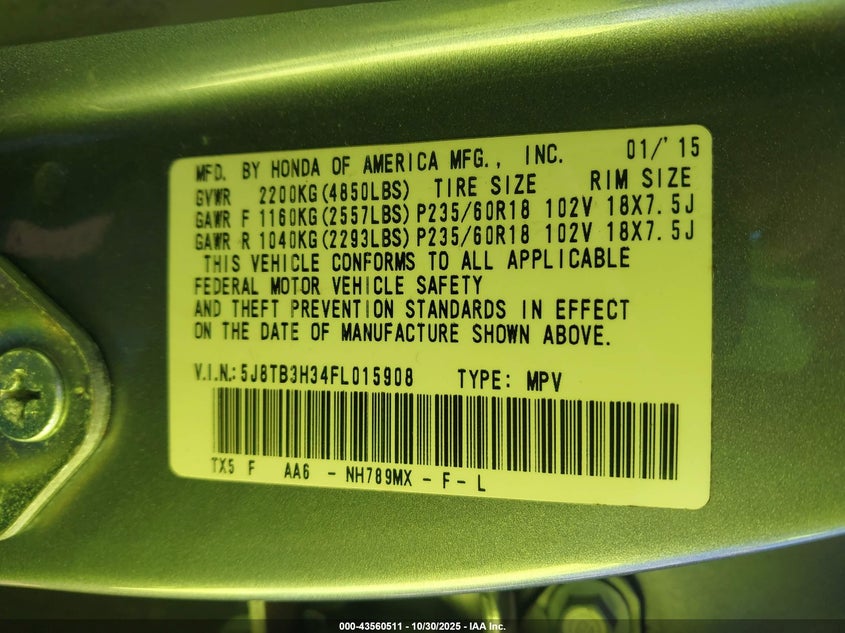 MFD. BY HONDA OF AMERICA MFG., INC. 01/'15
GVWR 2200KG(4850LBS) TIRE SIZE RIM SIZE
GAWR F 1160KG(2557LBS) P235/60R18 102V 18X7.5J
GAWR R 1040KG(2293LBS) P235/60R18 102V 18X7.5J
THIS VEHICLE CONFORMS TO ALL APPLICABLE
FEDERAL MOTOR VEHICLE SAFETY
AND THEFT PREVENTION STANDARDS IN EFFECT
ON THE DATE OF MANUFACTURE SHOWN ABOVE.
V.I.N.: 5J8TB3H34FL015908 TYPE: MPV
TX5 F AA6 - NH789MX - F - L
000-43560511 - 10/30/2025 - IAA Inc.